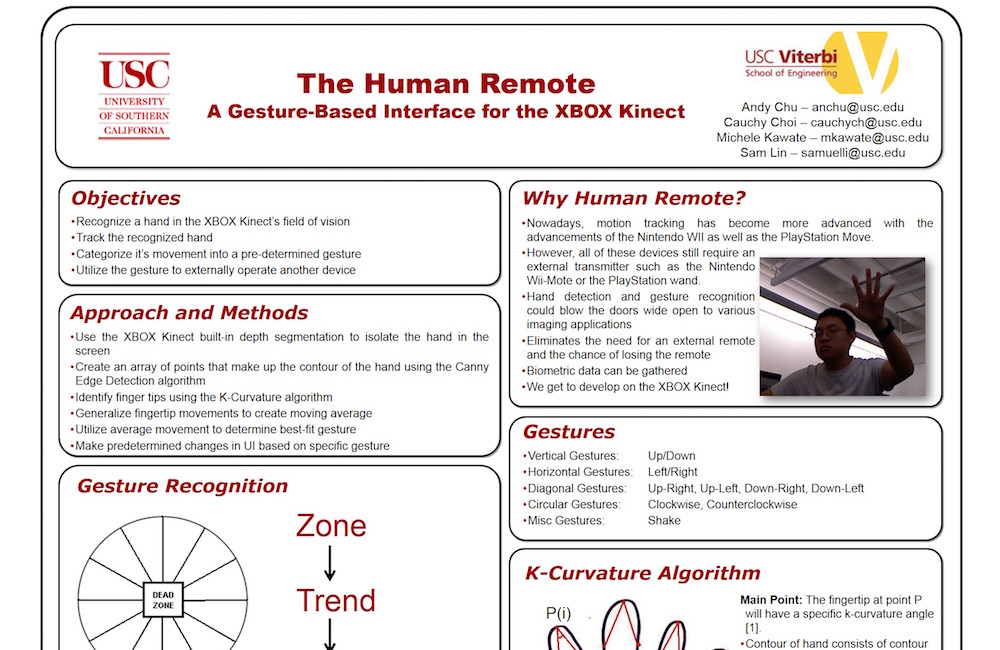 USC
UNIVERSITY
OF SOUTHERN
CALIFORNIA
The Human Remote
A Gesture-Based Interface for the XBOX Kinect
USC Viterbi
School of Engineering
V
Andy Chu – anchu@usc.edu
Cauchy Choi – cauchych@usc.edu
Michele Kawate – mkawate@usc.edu
Sam Lin – samuelli@usc.edu
Objectives
•Recognize a hand in the XBOX Kinect's field of vision
•Track the recognized hand
•Categorize it's movement into a pre-determined gesture
•Utilize the gesture to externally operate another device
Approach and Methods
•Use the XBOX Kinect built-in depth segmentation to isolate the hand in the
screen
•Create an array of points that make up the contour of the hand using the Canny
Edge Detection algorithm
•Identify finger tips using the K-Curvature algorithm
•Generalize fingertip movements to create moving average
•Utilize average movement to determine best-fit gesture
•Make predetermined changes in UI based on specific gesture
Gesture Recognition
DEAD
ZONE
Zone
Trend
Why Human Remote?
•Nowadays, motion tracking has become more advanced with the
advancements of the Nintendo WII as well as the PlayStation Move.
•However, all of these devices still require an
external transmitter such as the Nintendo
Wii-Mote or the PlayStation wand.
•Hand detection and gesture recognition
could blow the doors wide open to various
imaging applications
•Eliminates the need for an external remote
and the chance of losing the remote
•Biometric data can be gathered
•We get to develop on the XBOX Kinect!
Gestures
•Vertical Gestures: Up/Down
•Horizontal Gestures: Left/Right
•Diagonal Gestures: Up-Right, Up-Left, Down-Right, Down-Left
•Circular Gestures: Clockwise, Counterclockwise
•Misc Gestures: Shake
K-Curvature Algorithm
P(i)
Main Point: The fingertip at point P
will have a specific k-curvature angle
[1].
•Contour of hand consists of contour